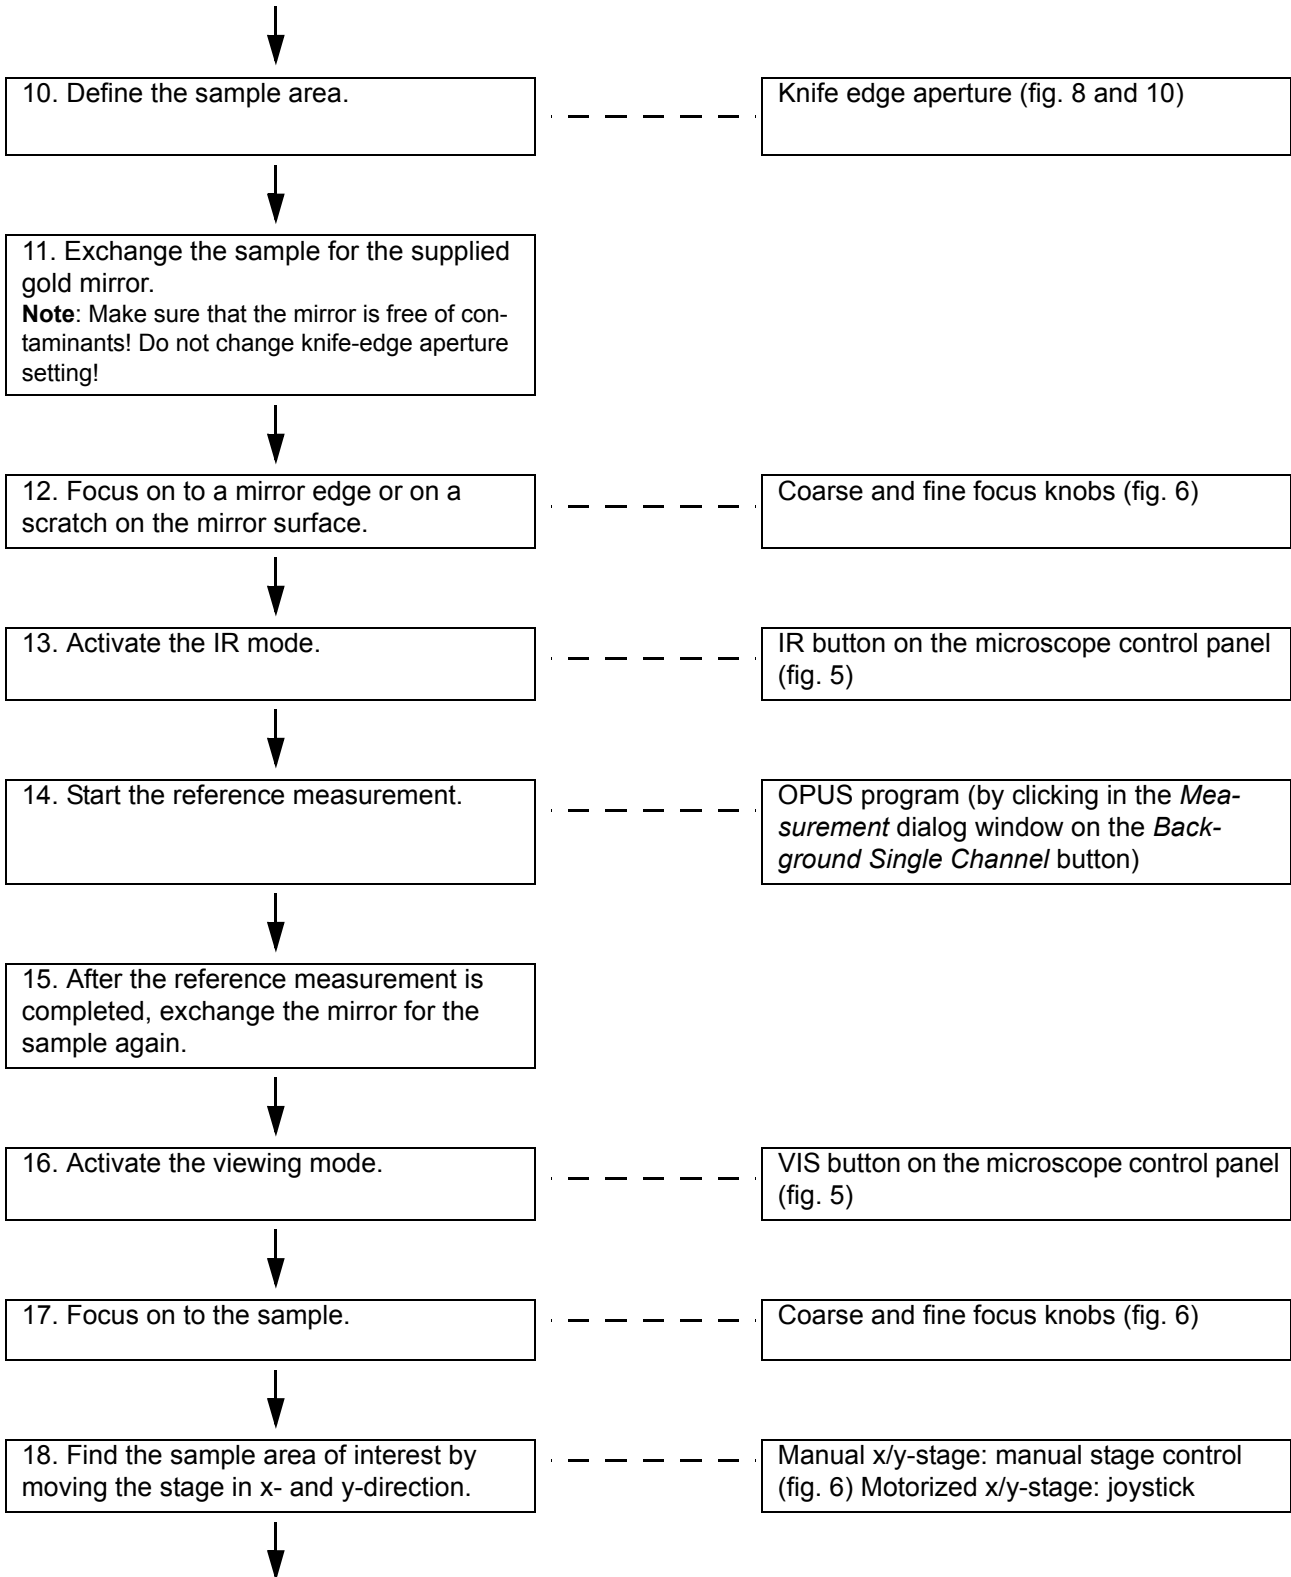 10. Define the sample area.
Knife edge aperture (fig. 8 and 10)
11. Exchange the sample for the supplied
gold mirror.
Note: Make sure that the mirror is free of con-
taminants! Do not change knife-edge aperture
setting!
12. Focus on to a mirror edge or on a
scratch on the mirror surface.
Coarse and fine focus knobs (fig. 6)
13. Activate the IR mode.
IR button on the microscope control panel
(fig. 5)
14. Start the reference measurement.
OPUS program (by clicking in the Mea-
surement dialog window on the Back-
ground Single Channel button)
15. After the reference measurement is
completed, exchange the mirror for the
sample again.
16. Activate the viewing mode.
VIS button on the microscope control panel
(fig. 5)
17. Focus on to the sample.
Coarse and fine focus knobs (fig. 6)
18. Find the sample area of interest by
moving the stage in x- and y-direction.
Manual x/y-stage: manual stage control
(fig. 6) Motorized x/y-stage: joystick